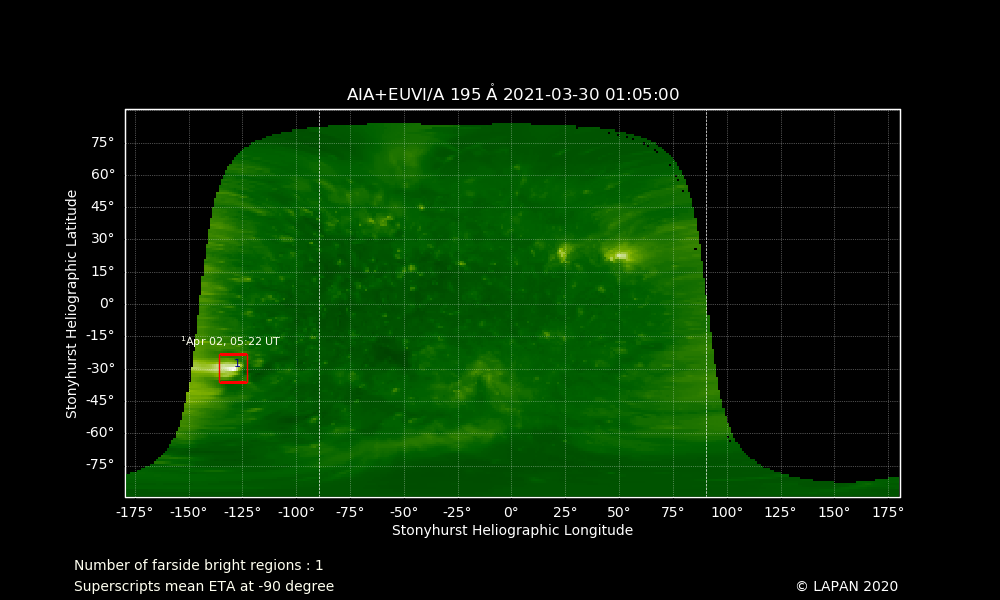 AIA+EUVI/A 195 Å 2021-03-30 01:05:00
75°
60°
45°
30°
15°
0°
-15°
-30°
-45°
-60°
-75°
Stonyhurst Heliographic Latitude
¹Apr 02, 05:22 UT
1
-175° -150° -125° -100° -75° -50° -25° 0° 25° 50° 75° 100° 125° 150° 175°
Stonyhurst Heliographic Longitude
Number of farside bright regions : 1
Superscripts mean ETA at -90 degree
© LAPAN 2020